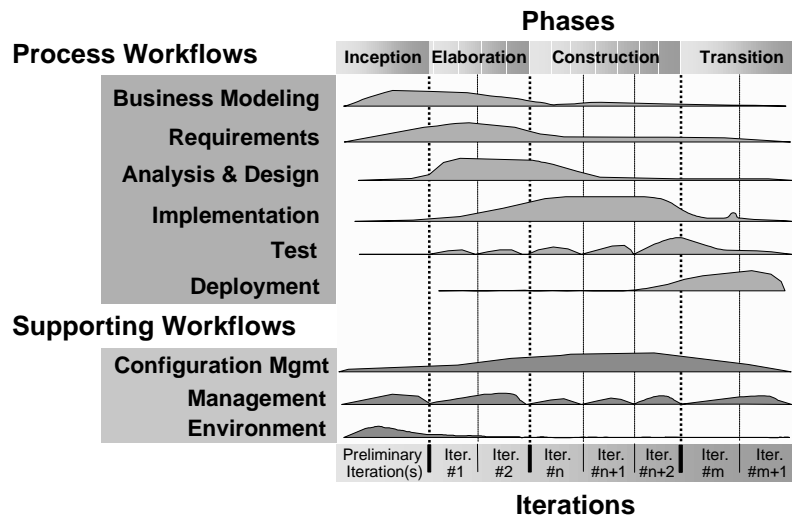 Phases
Process Workflows
Inception Elaboration Construction Transition
Business Modeling
Requirements
Analysis & Design
Implementation
Test
Deployment
Supporting Workflows
Configuration Mgmt
Management
Environment
Preliminary Iteration(s)
Iter. #1
Iter. #2
Iter. #n
Iter. #n+1
Iter. #n+2
Iter. #m
Iter. #m+1
Iterations